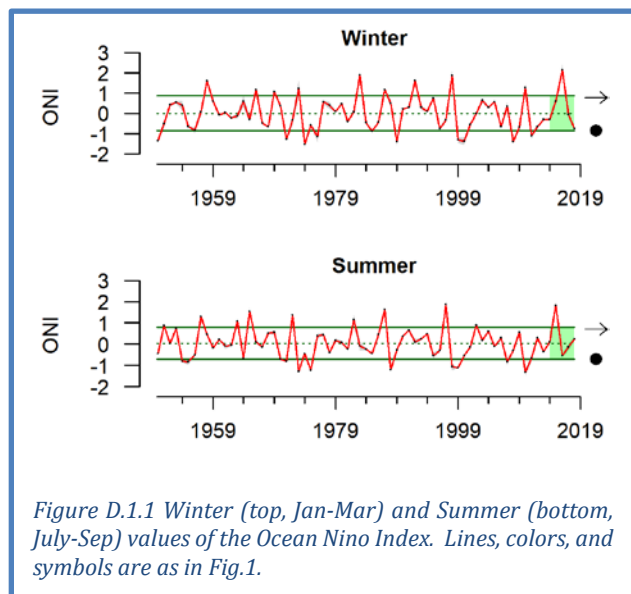 Winter
3
2
1
0
-1
-2
ONI
1959 1979 1999 2019
Summer
3
2
1
0
-1
-2
ONI
1959 1979 1999 2019
Figure D.1.1 Winter (top, Jan-Mar) and Summer (bottom,
July-Sep) values of the Ocean Nino Index. Lines, colors, and
symbols are as in Fig.1.